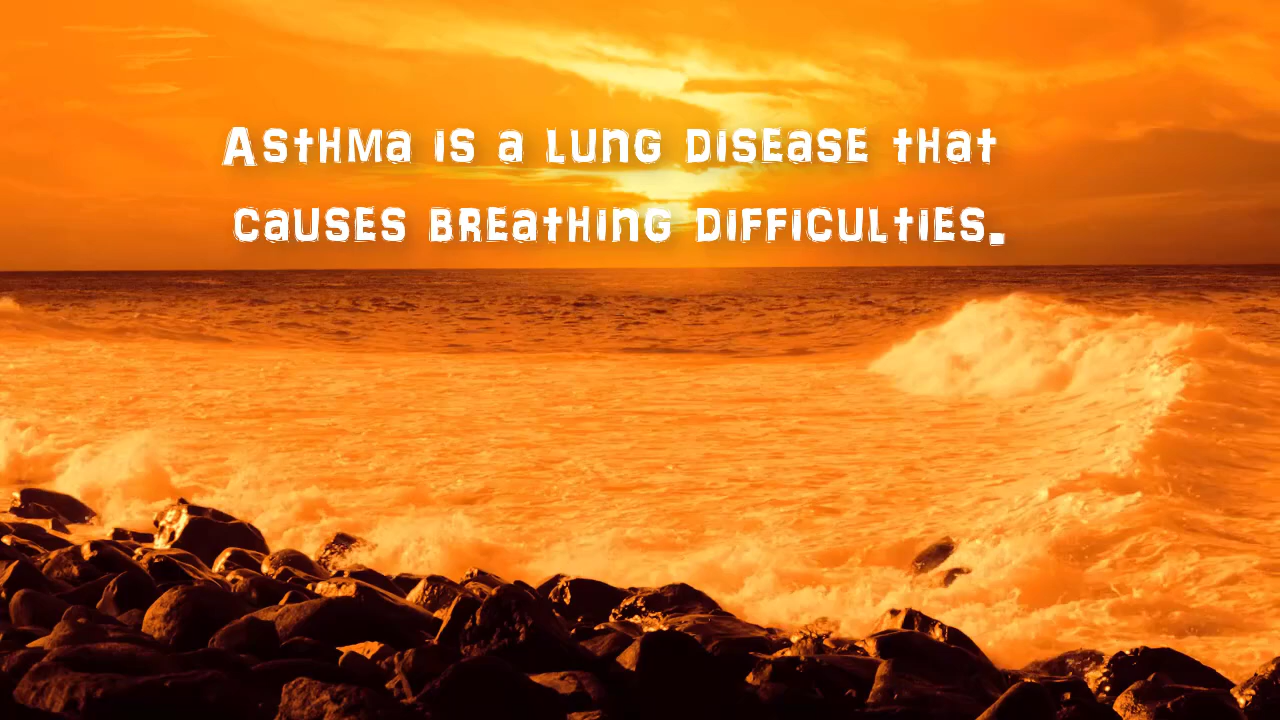 Asthma is a lung disease that
causes breathing difficulties.